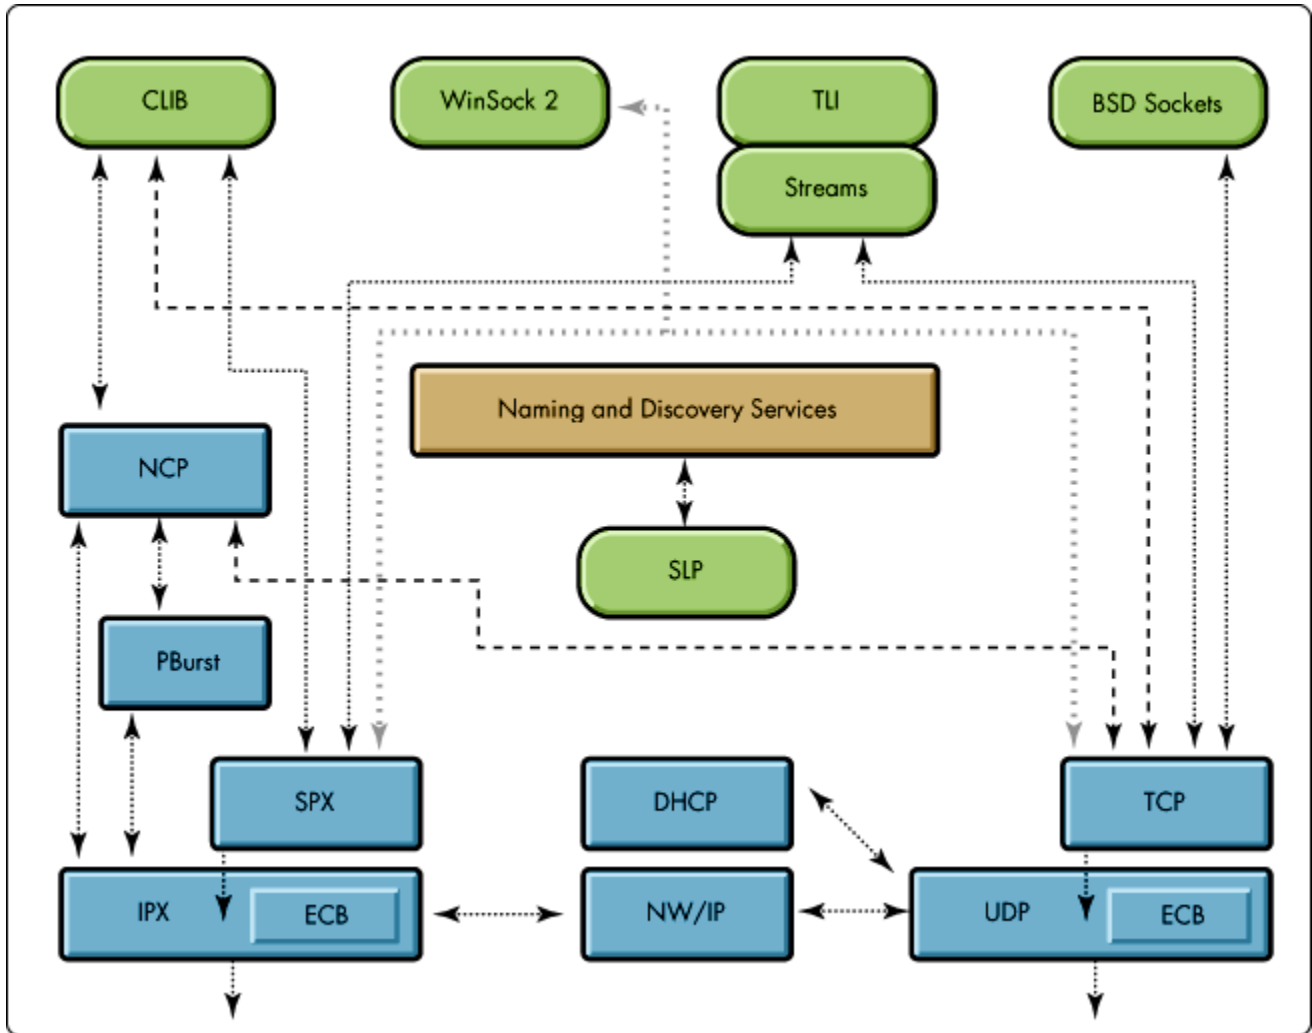 CLIB
WinSock 2
TLI
BSD Sockets
Streams
Naming and Discovery Services
NCP
SLP
PBurst
SPX
DHCP
TCP
IPX
ECB
NW/IP
UDP
ECB